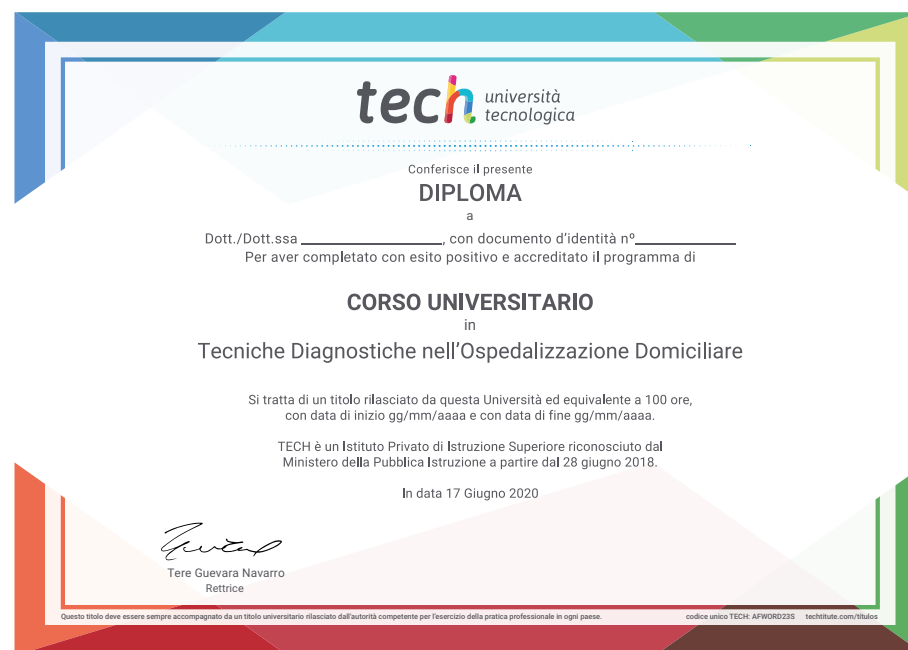 tech università
tecnologica
Conferisce il presente
DIPLOMA
a
Dott./Dott.ssa _________________, con documento d'identità nº____________
Per aver completato con esito positivo e accreditato il programma di
CORSO UNIVERSITARIO
in
Tecniche Diagnostiche nell'Ospedalizzazione Domiciliare
Si tratta di un titolo rilasciato da questa Università ed equivalente a 100 ore,
con data di inizio gg/mm/aaaa e con data di fine gg/mm/aaaa.
TECH è un Istituto Privato di Istruzione Superiore riconosciuto dal
Ministero della Pubblica Istruzione a partire dal 28 giugno 2018.
In data 17 Giugno 2020
Tere Guevara Navarro
Rettrice
Questo titolo deve essere sempre accompagnato da un titolo universitario rilasciato dall'autorità competente per l'esercizio della pratica professionale in ogni paese. codice unico TECH: AFWORD23S techtitute.com/titulos